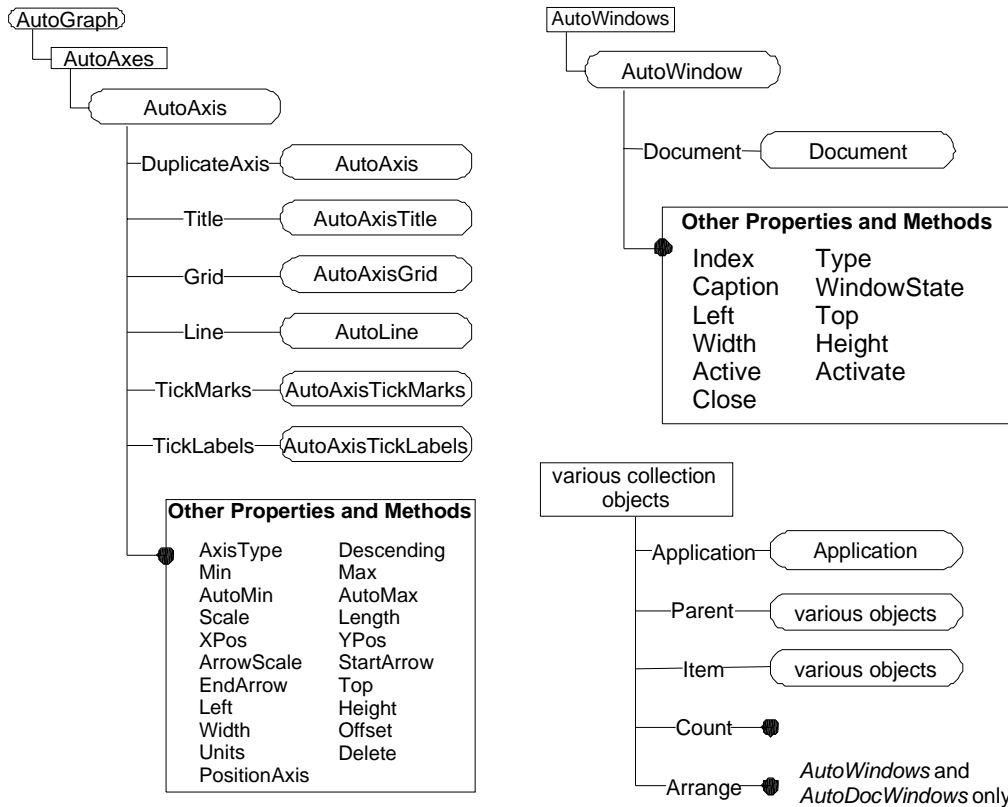 AutoGraph
AutoAxes
AutoAxis
DuplicateAxis AutoAxis
Title AutoAxisTitle
Grid AutoAxisGrid
Line AutoLine
TickMarks AutoAxisTickMarks
TickLabels AutoAxisTickLabels
Other Properties and Methods
AxisType Descending
Min Max
AutoMin AutoMax
Scale Length
XPos YPos
ArrowScale StartArrow
EndArrow Top
Left Height
Width Offset
Units Delete
PositionAxis
AutoWindows
AutoWindow
Document Document
Other Properties and Methods
Index Type
Caption WindowState
Left Top
Width Height
Active Activate
Close
various collection
objects
Application Application
Parent various objects
Item various objects
Count
Arrange AutoWindows and
AutoDocWindows only